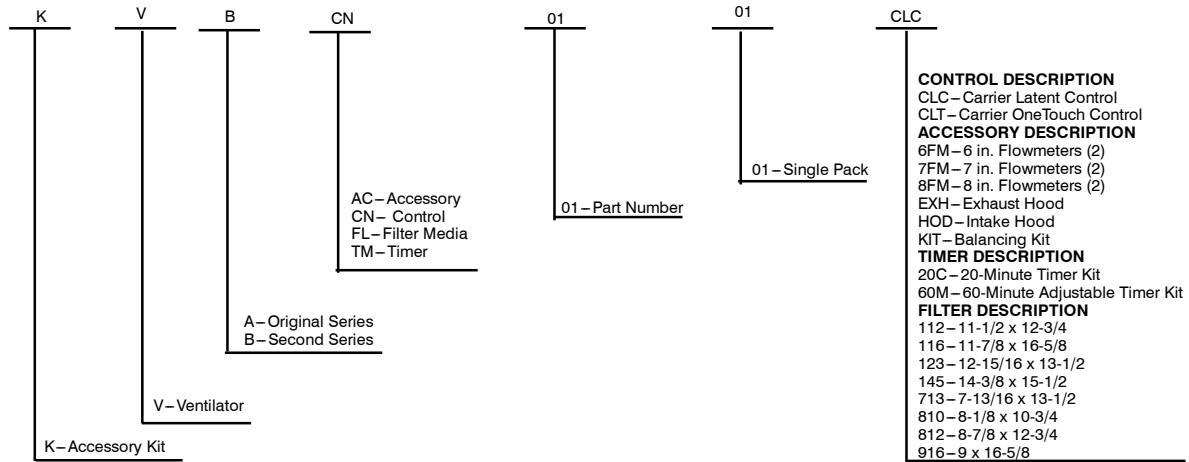 K V B CN 01 01 CLC
CONTROL DESCRIPTION
CLC–Carrier Latent Control
CLT–Carrier OneTouch Control
ACCESSORY DESCRIPTION
6FM–6 in. Flowmeters (2)
7FM–7 in. Flowmeters (2)
8FM–8 in. Flowmeters (2)
EXH–Exhaust Hood
HOD–Intake Hood
KIT–Balancing Kit
TIMER DESCRIPTION
20C–20-Minute Timer Kit
60M–60-Minute Adjustable Timer Kit
FILTER DESCRIPTION
112–11-1/2 x 12-3/4
116–11-7/8 x 16-5/8
123–12-15/16 x 13-1/2
145–14-3/8 x 15-1/2
713–7-13/16 x 13-1/2
810–8-1/8 x 10-3/4
812–8-7/8 x 12-3/4
916–9 x 16-5/8
01–Single Pack
01–Part Number
AC–Accessory
CN– Control
FL–Filter Media
TM–Timer
A–Original Series
B–Second Series
V–Ventilator
K–Accessory Kit